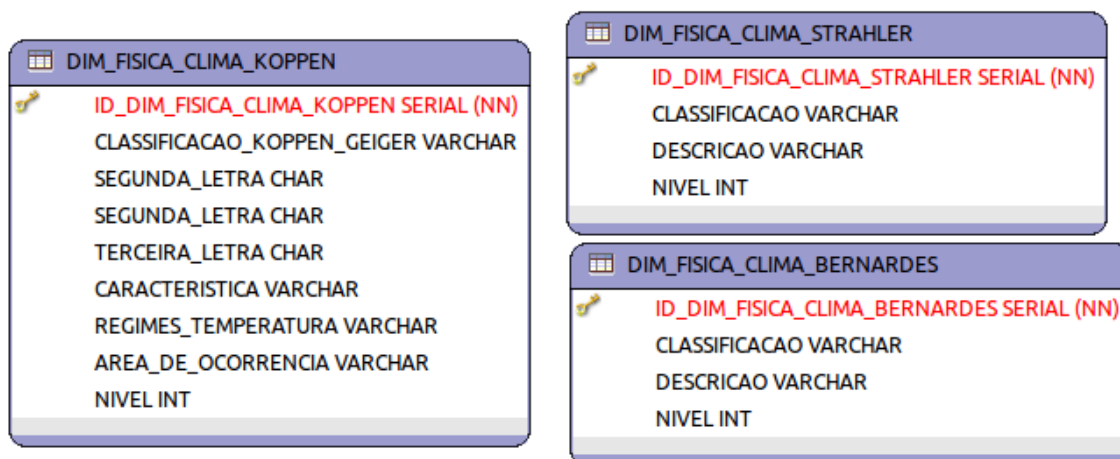 DIM_FISICA_CLIMA_KOPPEN
ID_DIM_FISICA_CLIMA_KOPPEN SERIAL (NN)
CLASSIFICACAO_KOPPEN_GEIGER VARCHAR
SEGUNDA_LETRA CHAR
SEGUNDA_LETRA CHAR
TERCEIRA_LETRA CHAR
CARACTERISTICA VARCHAR
REGIMES_TEMPERATURA VARCHAR
AREA_DE_OCORRENCIA VARCHAR
NIVEL INT
DIM_FISICA_CLIMA_STRAHLER
ID_DIM_FISICA_CLIMA_STRAHLER SERIAL (NN)
CLASSIFICACAO VARCHAR
DESCRICAO VARCHAR
NIVEL INT
DIM_FISICA_CLIMA_BERNARDES
ID_DIM_FISICA_CLIMA_BERNARDES SERIAL (NN)
CLASSIFICACAO VARCHAR
DESCRICAO VARCHAR
NIVEL INT